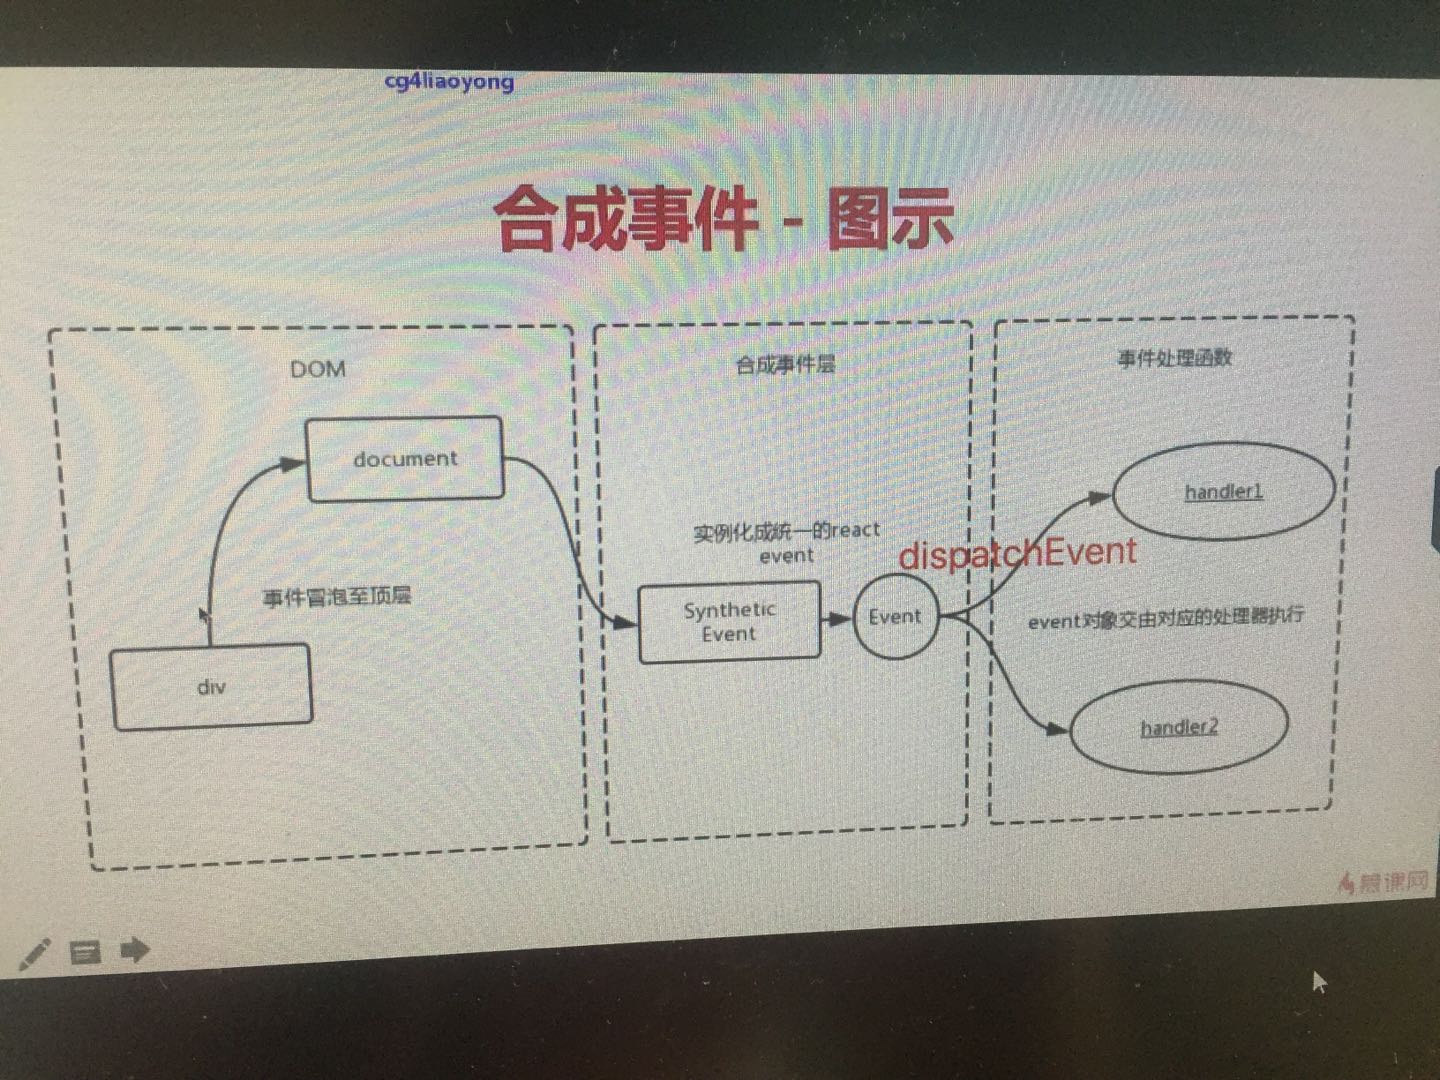 cg4liaoyong
合成事件 - 图示
DOM
document
事件冒泡至顶层
div
合成事件层
实例化成统一的react
event
Synthetic
Event
Event
dispatchEvent
事件处理函数
handler1
event对象交由对应的处理器执行
handler2
慕课网